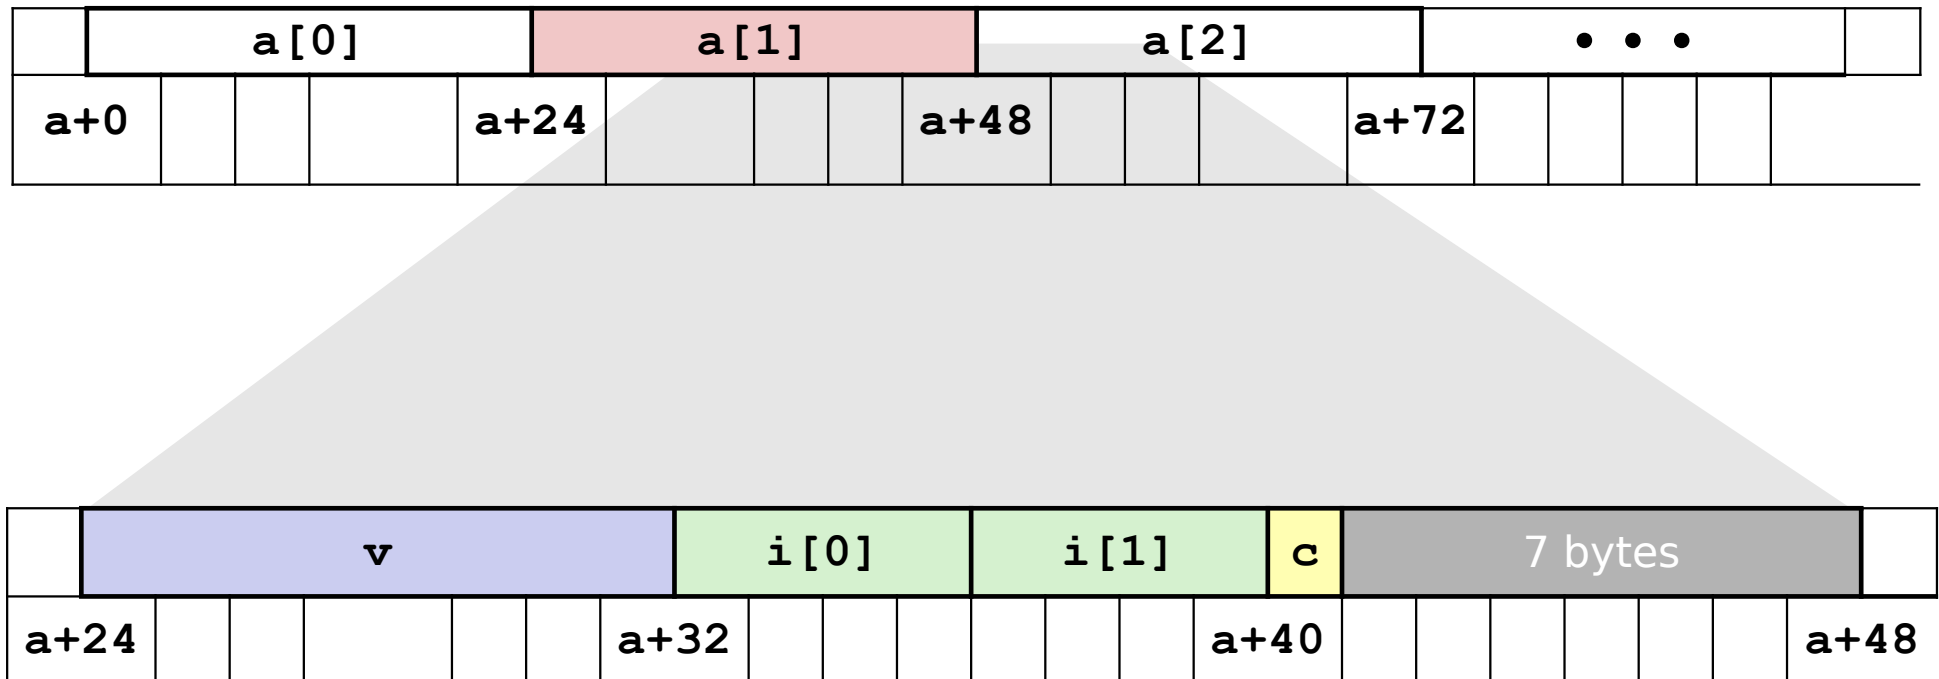 a[0] a[1] a[2] • • •
a+0 a+24 a+48 a+72
v i[0] i[1] c 7 bytes
a+24 a+32 a+40 a+48